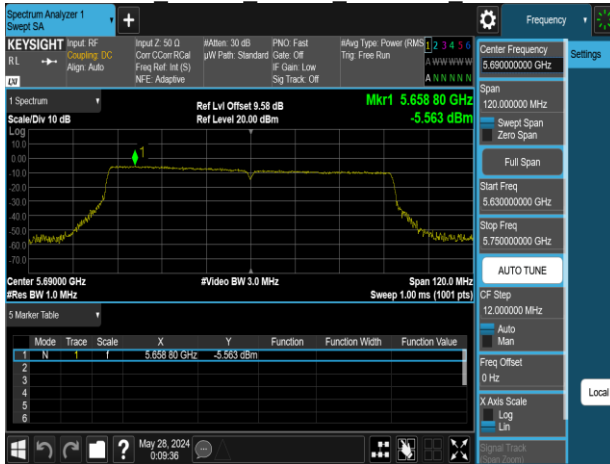 Spectrum Analyzer 1
Swept SA
+
Frequency
KEYSIGHT
RL
LXI
Input: RF
Coupling: DC
Align: Auto
Input Z: 50 Ω
Corr CCorr RCal
Freq Ref: Int (S)
NFE: Adaptive
#Atten: 30 dB
µW Path: Standard
PNO: Fast
Gate: Off
IF Gain: Low
Sig Track: Off
#Avg Type: Power (RMS
Trig: Free Run
1 2 3 4 5 6
A W W W W W
A N N N N N
1 Spectrum
Scale/Div 10 dB
Ref Lvl Offset 9.58 dB
Ref Level 20.00 dBm
Mkr1 5.658 80 GHz
-5.563 dBm
Log
10.0
0.00
-10.0
-20.0
-30.0
-40.0
-50.0
-60.0
-70.0
1
Center 5.69000 GHz
#Res BW 1.0 MHz
#Video BW 3.0 MHz
Span 120.0 MHz
Sweep 1.00 ms (1001 pts)
5 Marker Table
Mode Trace Scale X Y Function Function Width Function Value
1 N 1 f 5.658 80 GHz -5.563 dBm
2
3
4
5
6
?
May 28, 2024
0:09:36
Center Frequency
5.690000000 GHz
Span
120.000000 MHz
Swept Span
Zero Span
Full Span
Start Freq
5.630000000 GHz
Stop Freq
5.750000000 GHz
AUTO TUNE
CF Step
12.000000 MHz
Auto
Man
Freq Offset
0 Hz
X Axis Scale
Log
Lin
Signal Track
(Span Zoom)
Settings
Local